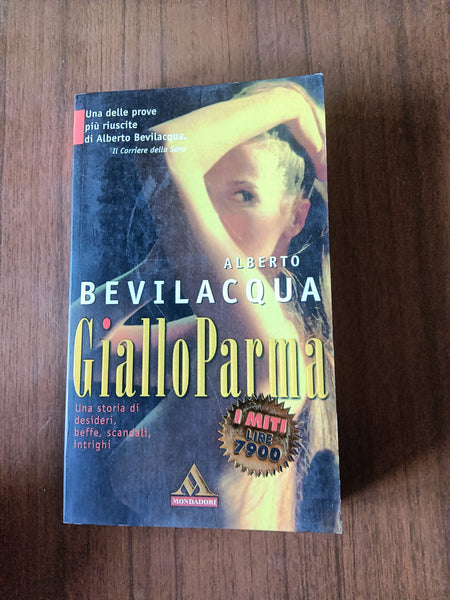 Una delle prove
più riuscite
di Alberto Bevilacqua.
Il Corriere della Sera
ALBERTO
BEVILACQUA
GialloParma
Una storia di
desideri,
beffe, scandali,
intrighi
I MITI
LIRE
7900
MONDADORI